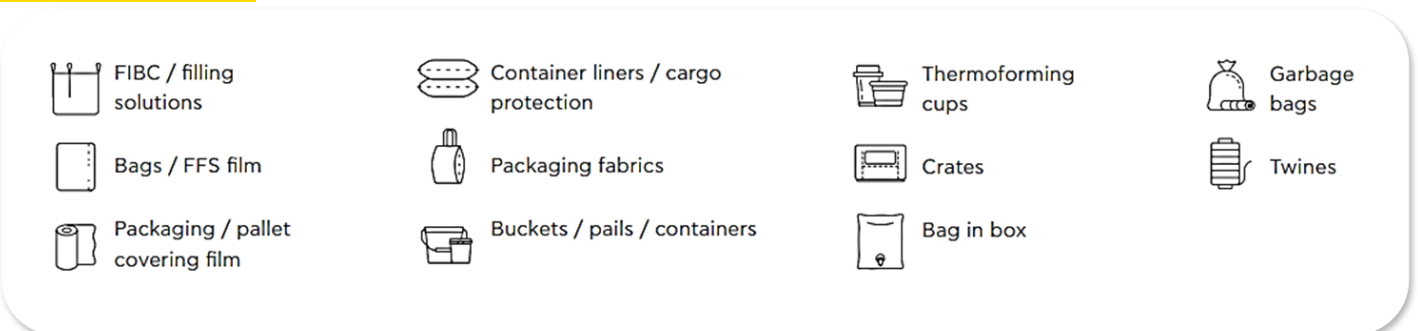 FIBC / filling
solutions
Bags / FFS film
Packaging / pallet
covering film
Container liners / cargo
protection
Packaging fabrics
Buckets / pails / containers
Thermoforming
cups
Crates
Bag in box
Garbage
bags
Twines